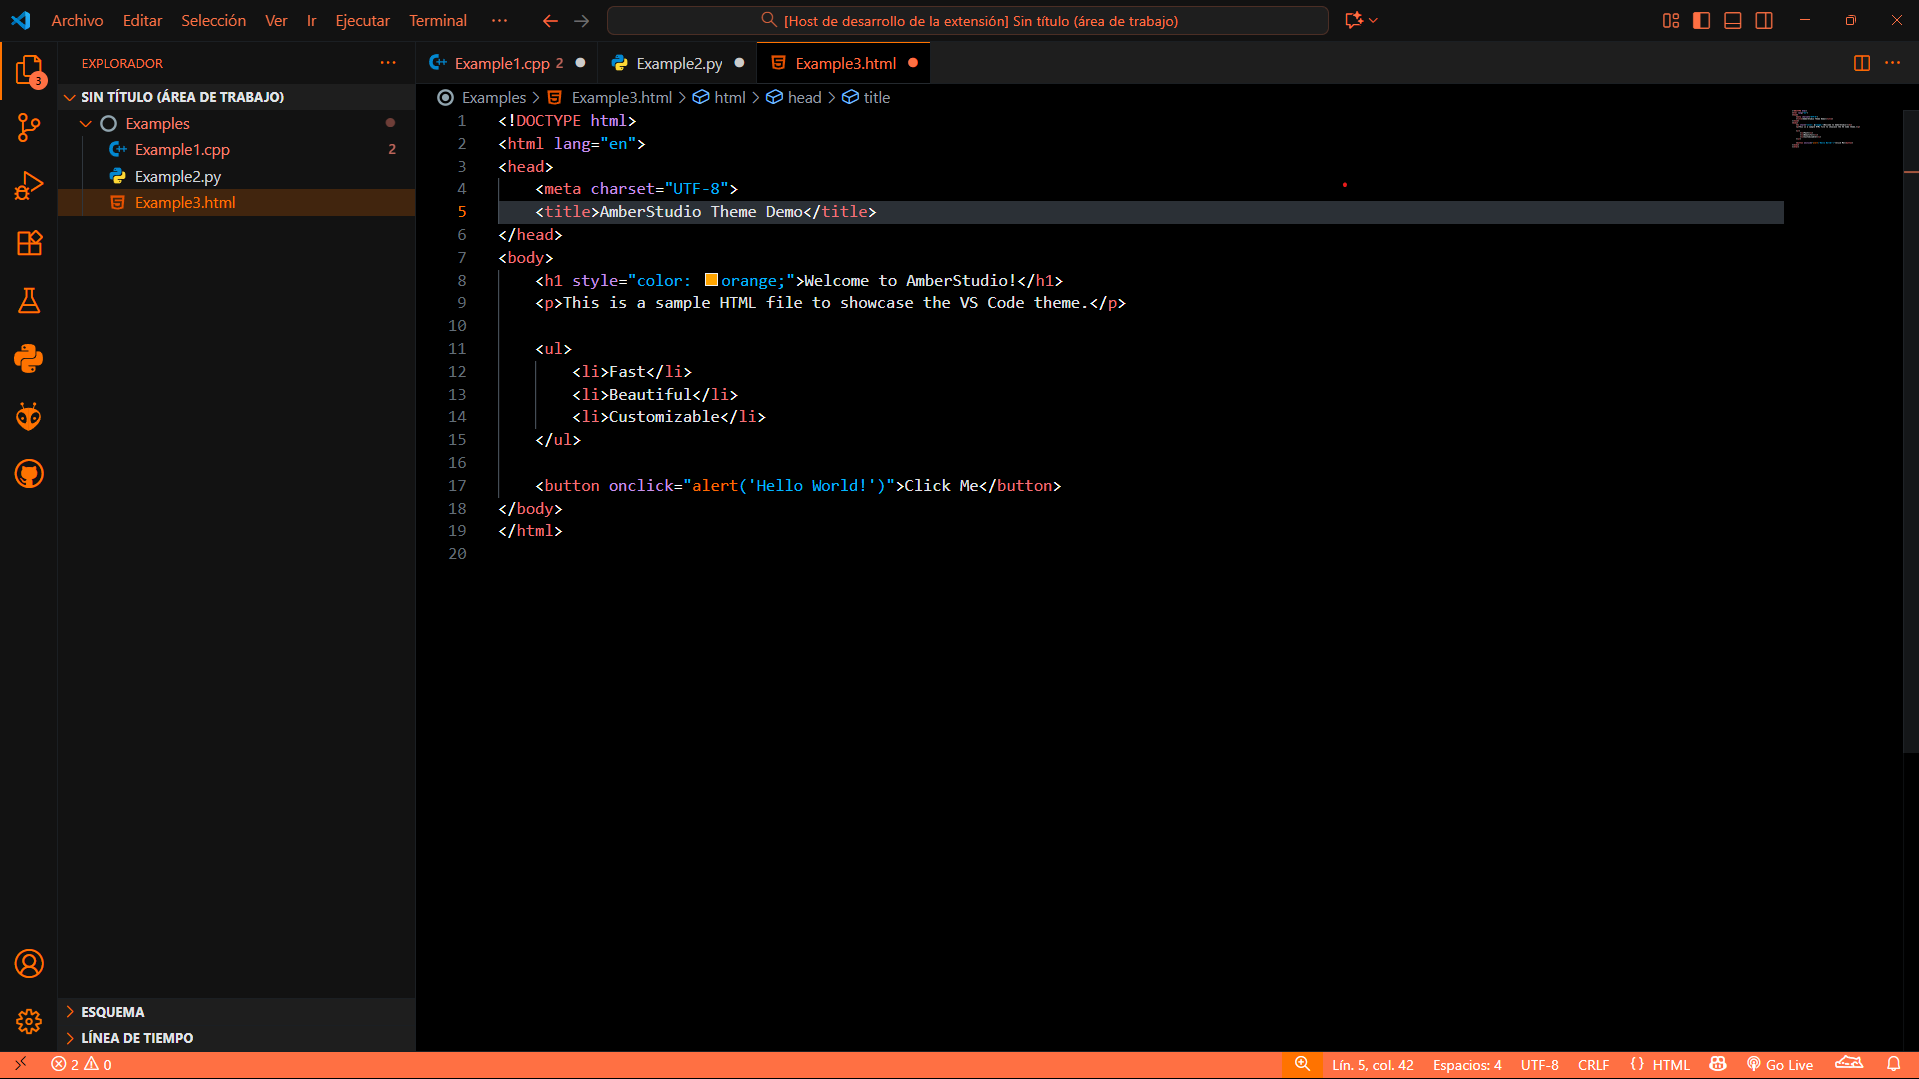 Archivo Editar Selección Ver Ir Ejecutar Terminal ··· [Host de desarrollo de la extensión] Sin título (área de trabajo)
EXPLORADOR ···
3
SIN TÍTULO (ÁREA DE TRABAJO)
Examples
Example1.cpp 2
Example2.py
Example3.html
ESQUEMA
LÍNEA DE TIEMPO
Example1.cpp 2 Example2.py Example3.html
Examples > Example3.html > html > head > title
1 <!DOCTYPE html>
2 <html lang="en">
3 <head>
4 <meta charset="UTF-8">
5 <title>AmberStudio Theme Demo</title>
6 </head>
7 <body>
8 <h1 style="color: orange;">Welcome to AmberStudio!</h1>
9 <p>This is a sample HTML file to showcase the VS Code theme.</p>
10
11 <ul>
12 <li>Fast</li>
13 <li>Beautiful</li>
14 <li>Customizable</li>
15 </ul>
16
17 <button onclick="alert('Hello World!')">Click Me</button>
18 </body>
19 </html>
20
2 0 Lín. 5, col. 42 Espacios: 4 UTF-8 CRLF {} HTML Go Live